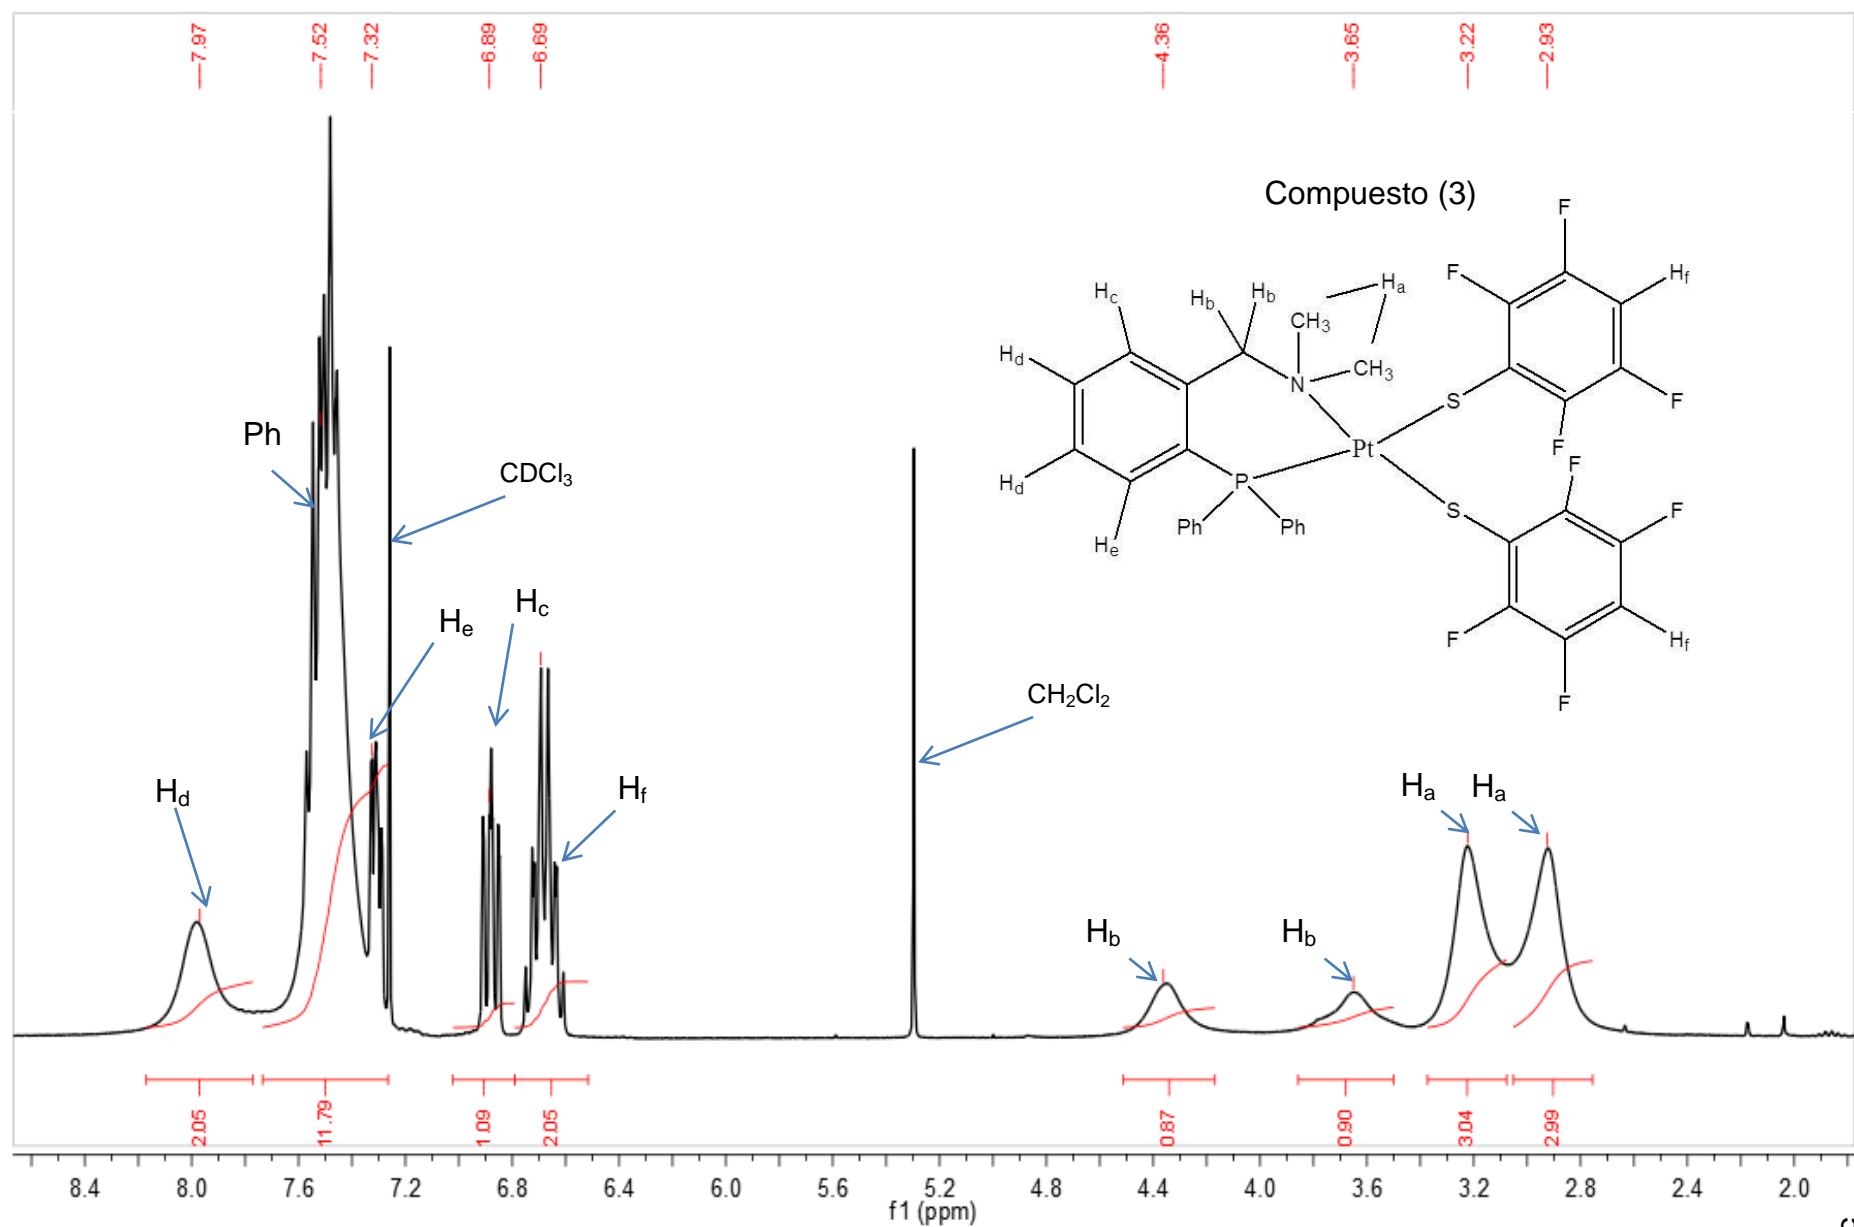 7.97
7.52
7.32
6.89
6.69
4.36
3.65
3.22
2.93
Compuesto (3)
F
F
Hf
Ha
Hb
Hb
Hc
CH3
Hd
CH3
N
S
F
F
Pt
F
Hd
P
S
F
Ph
Ph
He
F
Hf
F
Ph
CDCl3
He
Hc
CH2Cl2
Hd
Hf
Ha
Ha
Hb
Hb
2.05
11.79
1.09
2.05
0.87
0.90
3.04
2.99
8.4 8.0 7.6 7.2 6.8 6.4 6.0 5.6 5.2 4.8 4.4 4.0 3.6 3.2 2.8 2.4 2.0
f1 (ppm)